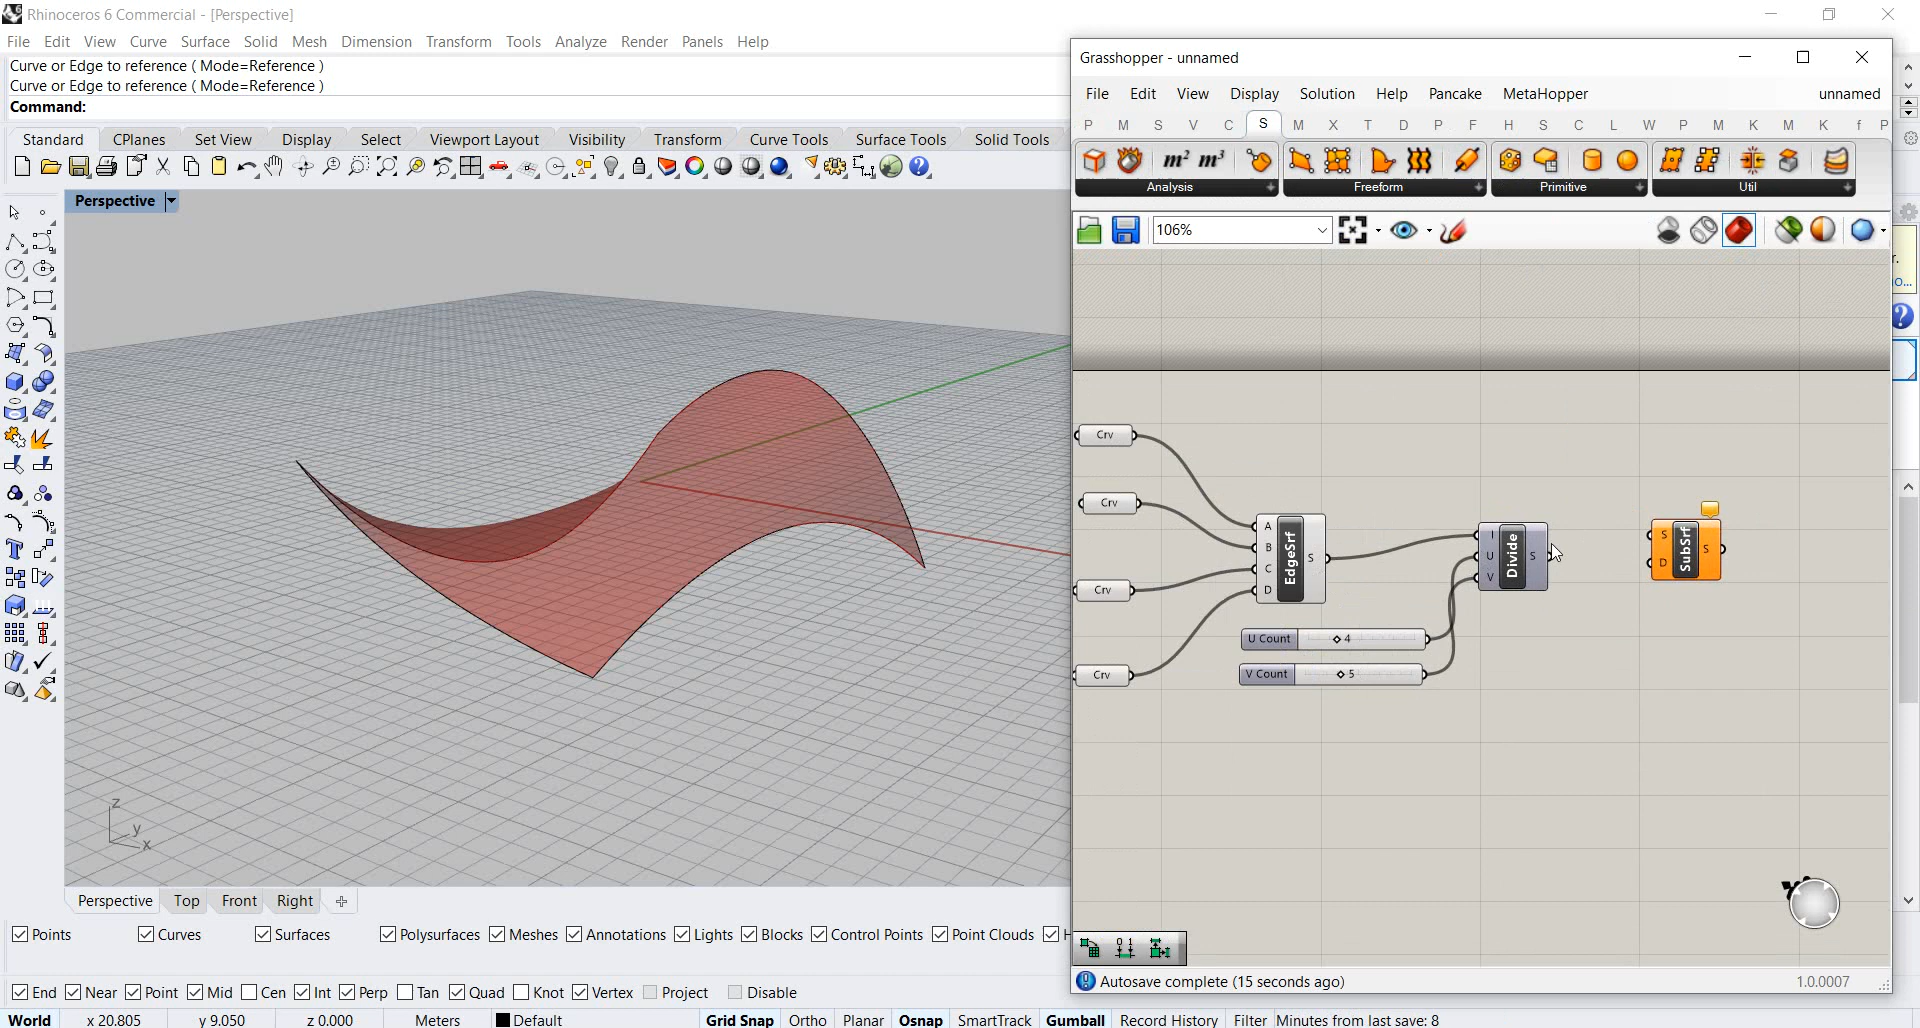 Rhinoceros 6 Commercial - [Perspective]
File Edit View Curve Surface Solid Mesh Dimension Transform Tools Analyze Render Panels Help
Curve or Edge to reference ( Mode=Reference )
Curve or Edge to reference ( Mode=Reference )
Command:
Standard CPlanes Set View Display Select Viewport Layout Visibility Transform Curve Tools Surface Tools Solid Tools
Perspective
z
y
x
Perspective Top Front Right
Points Curves Surfaces Polysurfaces Meshes Annotations Lights Blocks Control Points Point Clouds H
End Near Point Mid Cen Int Perp Tan Quad Knot Vertex Project Disable
World x 20.805 y 9.050 z 0.000 Meters Default Grid Snap Ortho Planar Osnap SmartTrack Gumball Record History Filter Minutes from last save: 8
Grasshopper - unnamed
File Edit View Display Solution Help Pancake MetaHopper unnamed
P M S V C S M X T D P F H S C L W P M K M K f P
m² m³
Analysis Freeform Primitive Util
106%
Crv
Crv
Crv
Crv
A
B
C
D
EdgeSrf
S
U Count 4
V Count 5
I
U
V
Divide
S
S
D
SubSrf
S
0 1
Autosave complete (15 seconds ago) 1.0.0007
r.
o...